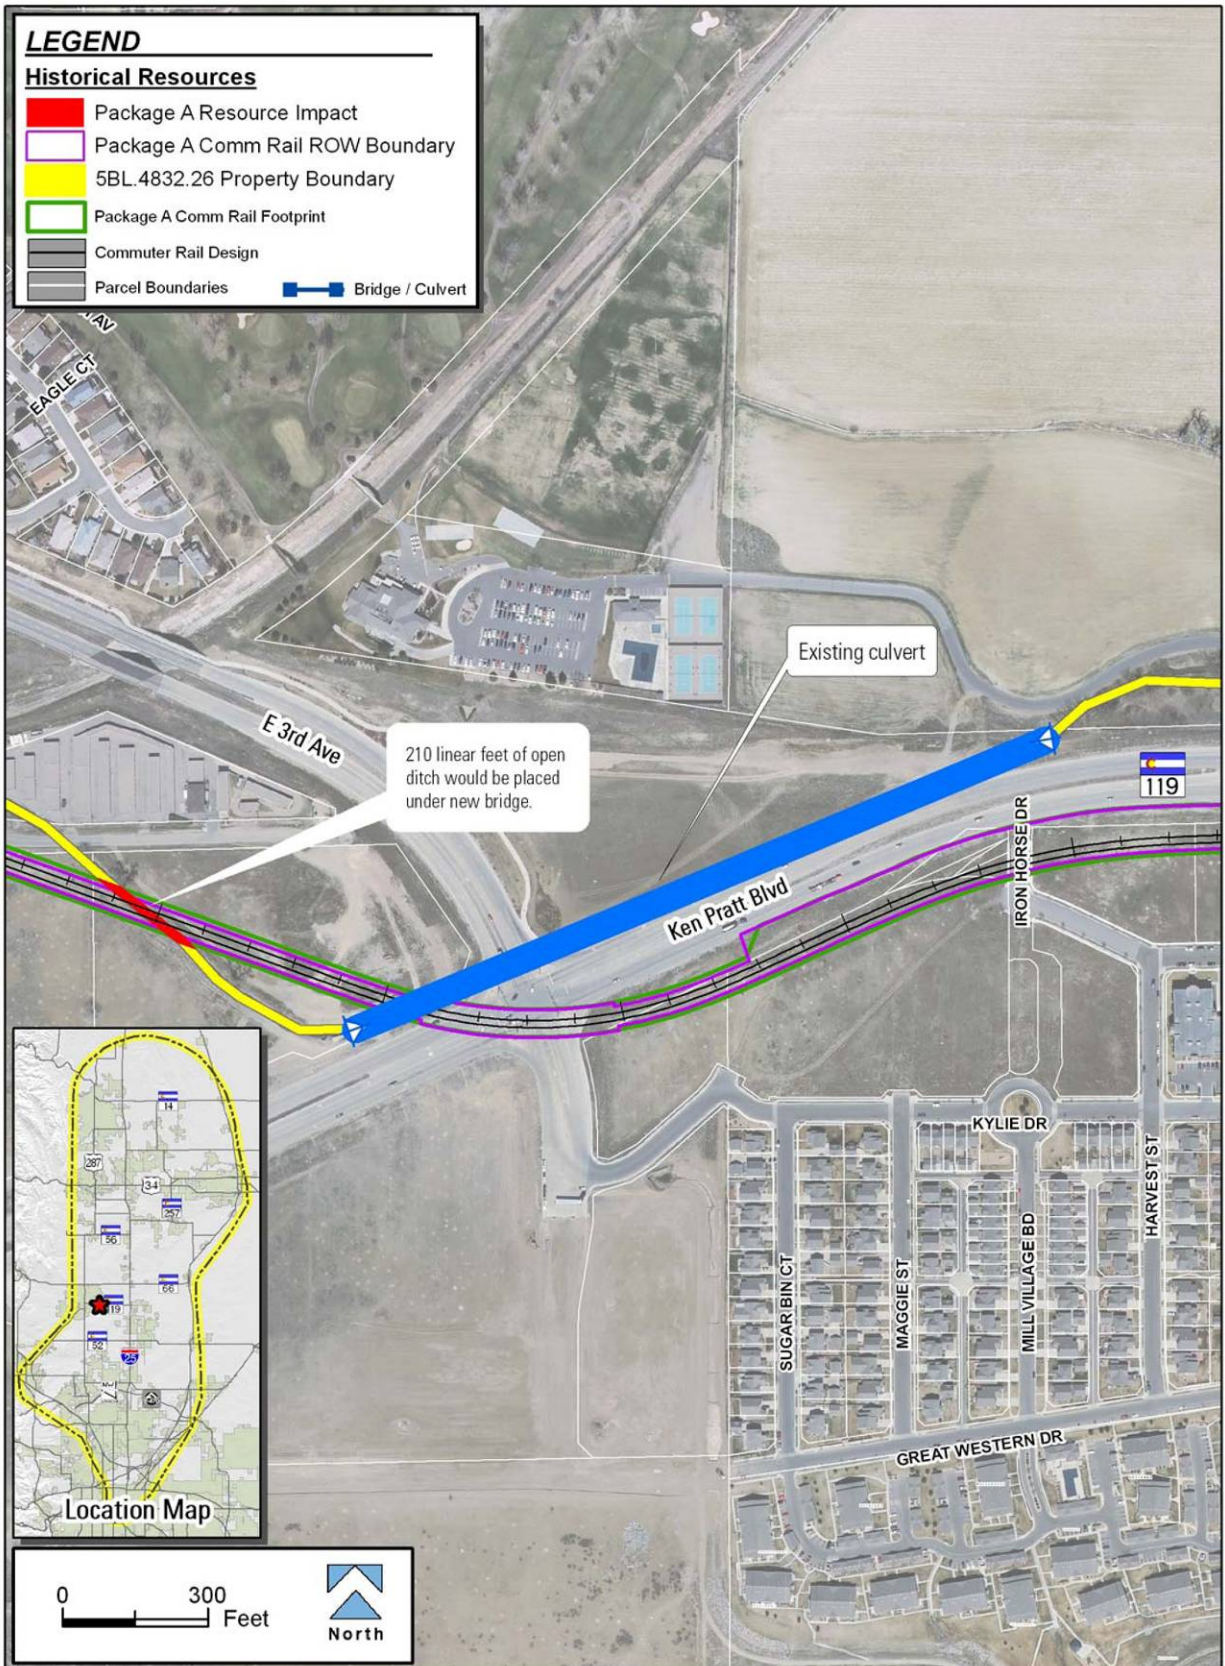 LEGEND
Historical Resources
Package A Resource Impact
Package A Comm Rail ROW Boundary
5BL.4832.26 Property Boundary
Package A Comm Rail Footprint
Commuter Rail Design
Parcel Boundaries
Bridge / Culvert
AV
EAGLE CT
Existing culvert
E 3rd Ave
210 linear feet of open
ditch would be placed
under new bridge.
119
IRON HORSE DR
Ken Pratt Blvd
KYLIE DR
HARVEST ST
SUGAR BIN CT
MAGGIE ST
MILL VILLAGE BD
GREAT WESTERN DR
14
287
34
257
56
66
19
52
25
Location Map
0
300
Feet
North